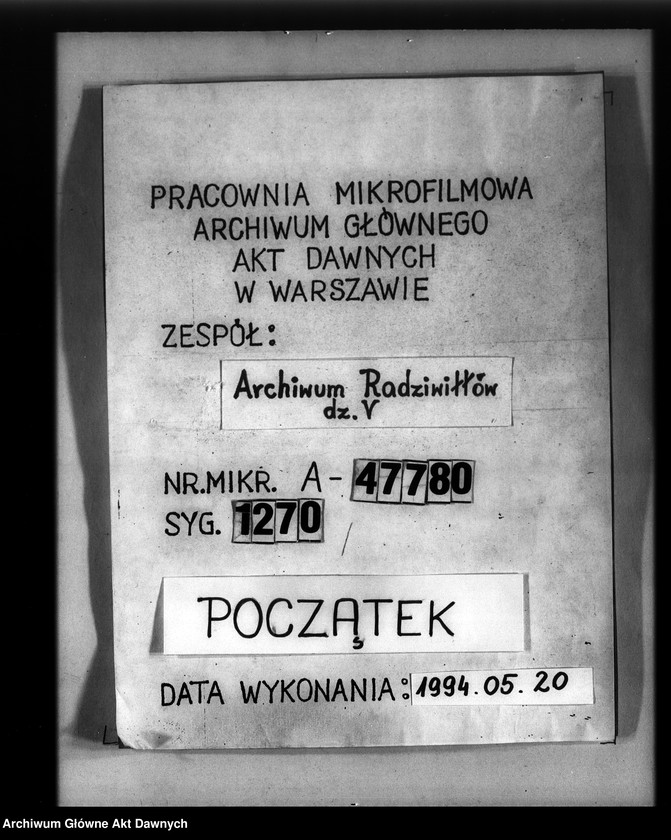 PRACOWNIA MIKROFILMOWA
ARCHIWUM GŁÓWNEGO
AKT DAWNYCH
W WARSZAWIE
ZESPÓŁ:
Archiwum Radziwiłłów
dz. V
NR.MIKR. A-47780
SYG. 1270 /
POCZĄTEK
DATA WYKONANIA: 1994.05.20
Archiwum Główne Akt Dawnych